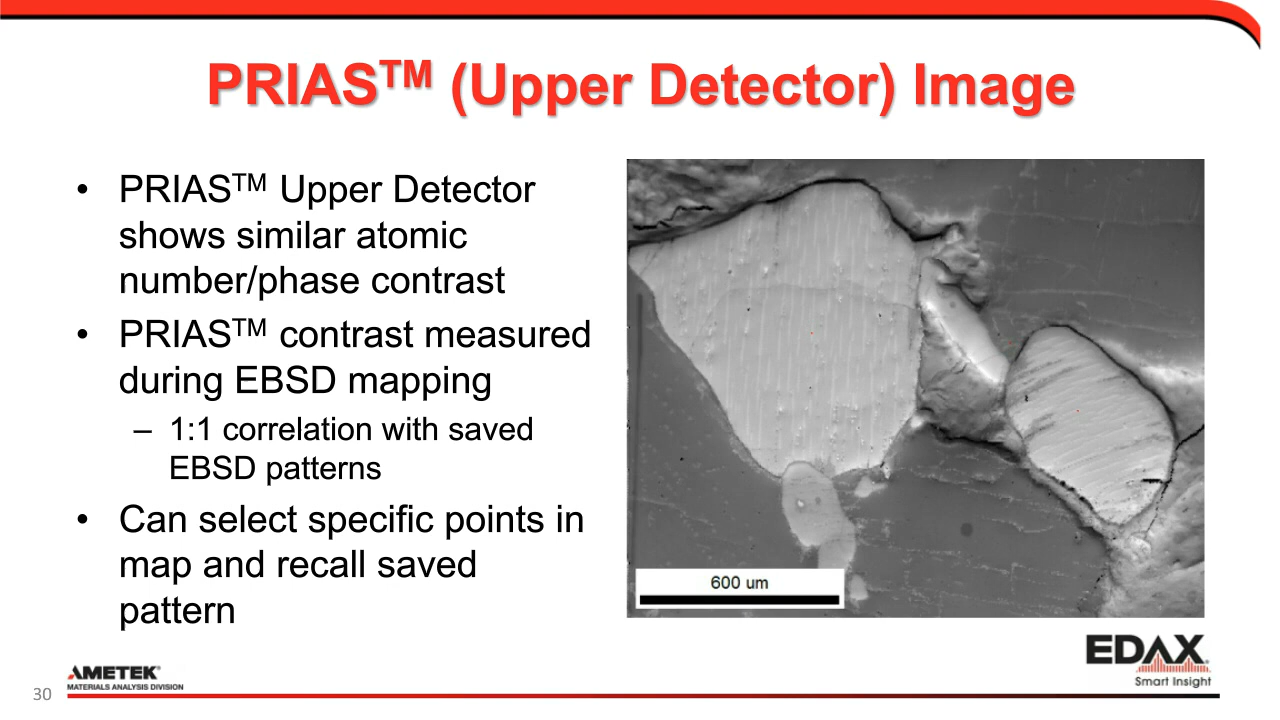 PRIAS™ (Upper Detector) Image
• PRIAS™ Upper Detector
shows similar atomic
number/phase contrast
• PRIAS™ contrast measured
during EBSD mapping
– 1:1 correlation with saved
EBSD patterns
• Can select specific points in
map and recall saved
pattern
600 um
30
AMETEK®
MATERIALS ANALYSIS DIVISION
EDAX
Smart Insight